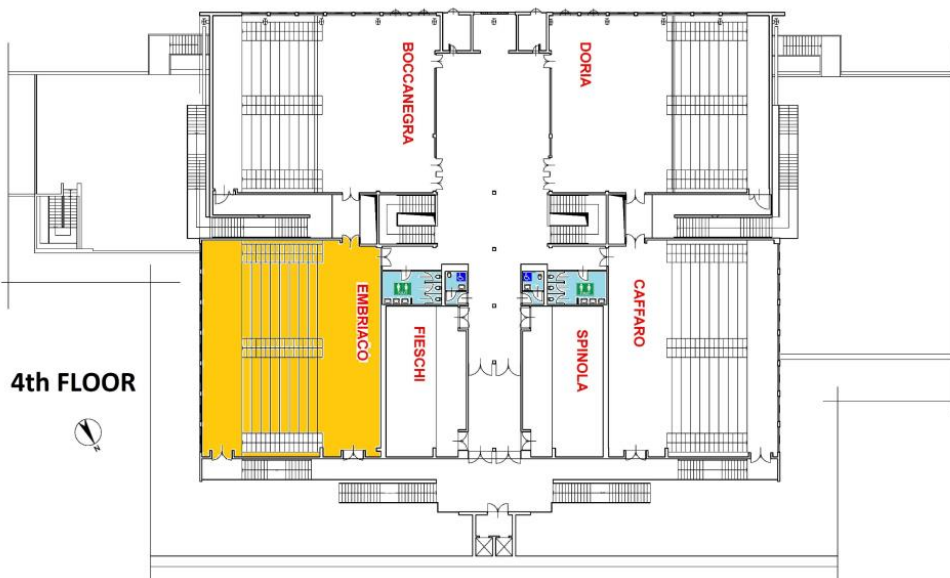 BOCCANEGRA
DORIA
EMBRIACO
FIESCHI
SPINOLA
CAFFARO
4th FLOOR
N